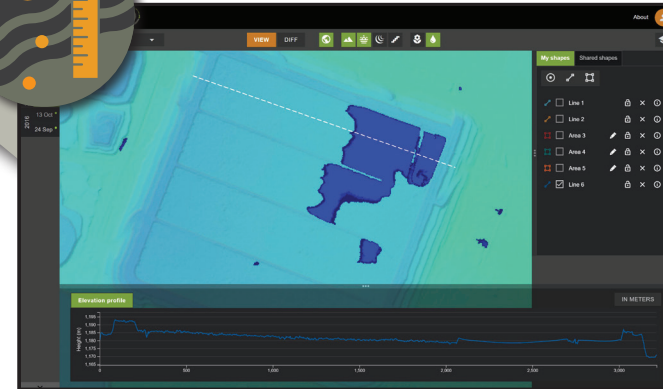 About
VIEW DIFF
My shapes Shared shapes
2016
13 Oct
24 Sep
Line 1
Line 2
Area 3
Area 4
Area 5
Line 6
Elevation profile
IN METERS
Height (m)
1,195
1,190
1,185
1,180
1,175
1,170
1,165
0 500 1,000 1,500 2,000 2,500 3,000